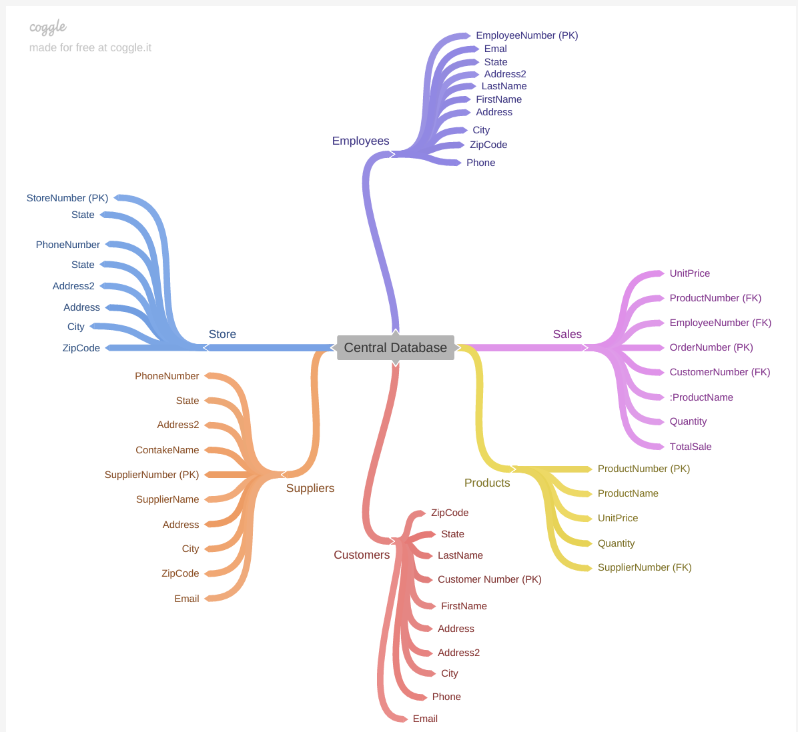 coggle
made for free at coggle.it
Employees
EmployeeNumber (PK)
Emal
State
Address2
LastName
FirstName
Address
City
ZipCode
Phone
Store
StoreNumber (PK)
State
PhoneNumber
State
Address2
Address
City
ZipCode
Central Database
Sales
UnitPrice
ProductNumber (FK)
EmployeeNumber (FK)
OrderNumber (PK)
CustomerNumber (FK)
:ProductName
Quantity
TotalSale
Suppliers
PhoneNumber
State
Address2
ContakeName
SupplierNumber (PK)
SupplierName
Address
City
ZipCode
Email
Products
ProductNumber (PK)
ProductName
UnitPrice
Quantity
SupplierNumber (FK)
Customers
ZipCode
State
LastName
Customer Number (PK)
FirstName
Address
Address2
City
Phone
Email